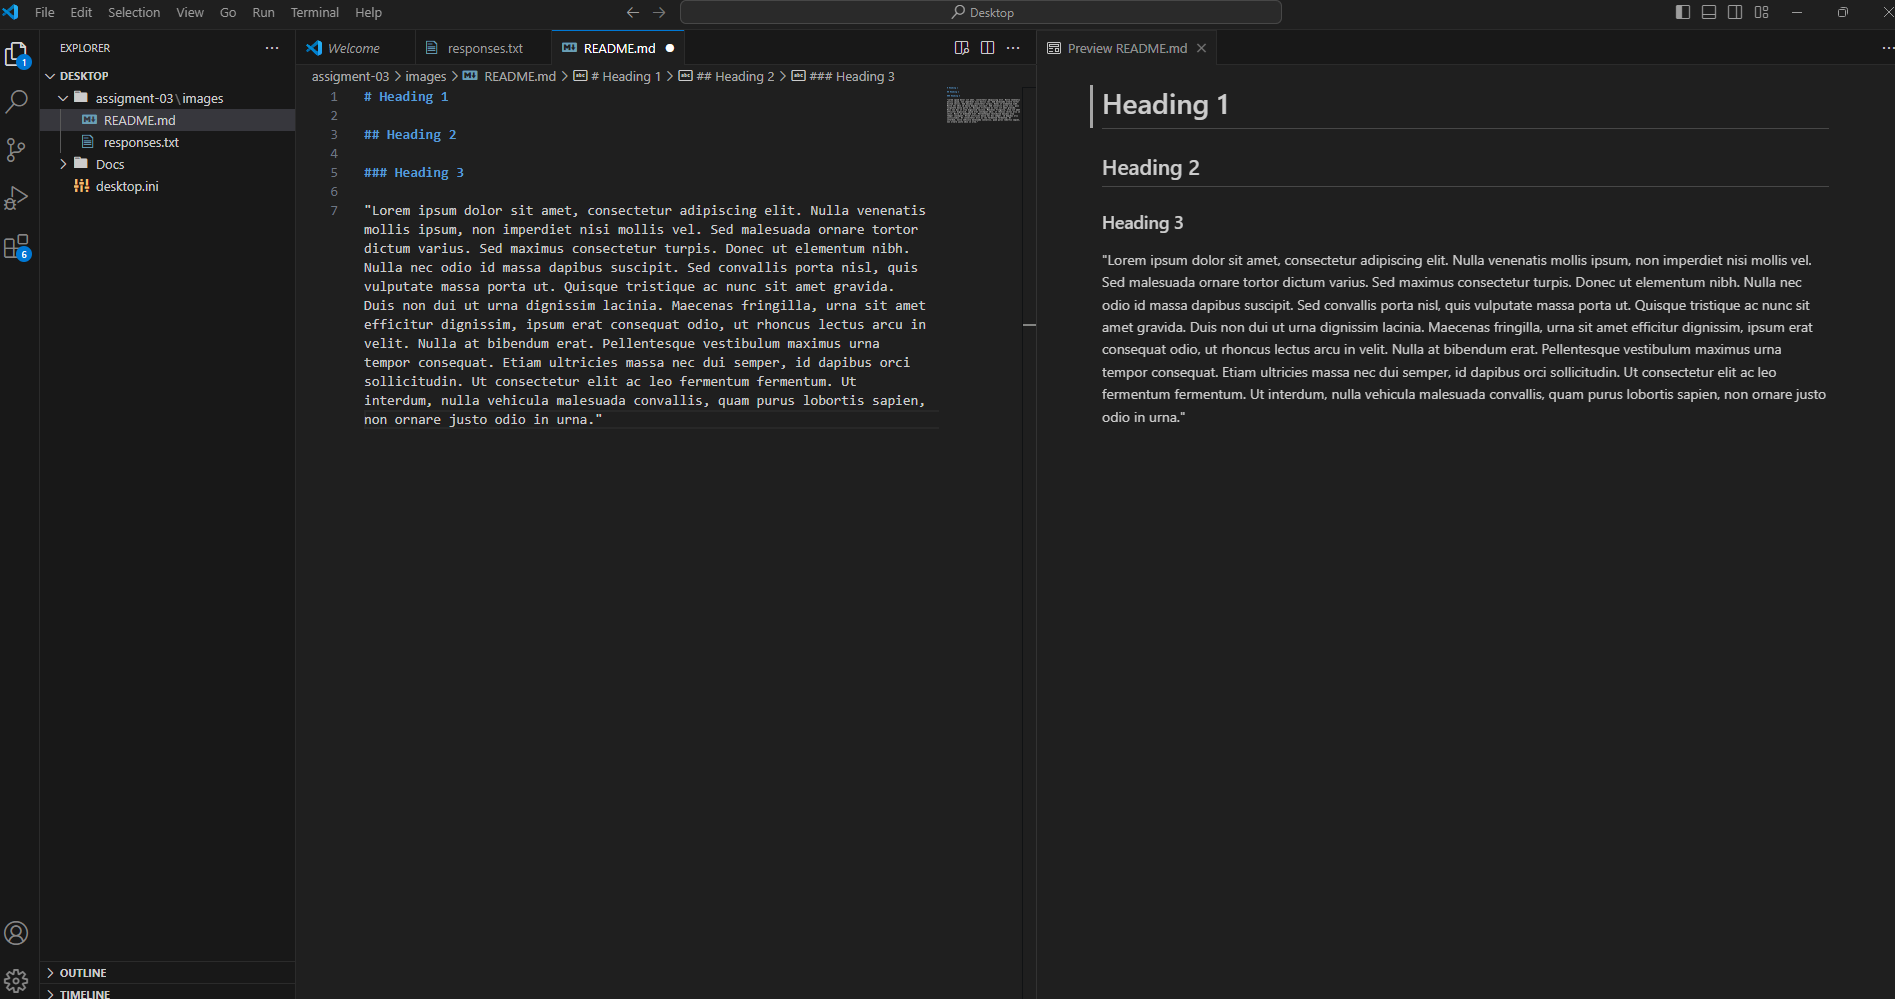 File Edit Selection View Go Run Terminal Help
Desktop
EXPLORER
DESKTOP
assigment-03\images
README.md
responses.txt
Docs
desktop.ini
OUTLINE
TIMELINE
1
6
Welcome
responses.txt
README.md
assigment-03 > images > README.md > # Heading 1 > ## Heading 2 > ### Heading 3
1 # Heading 1
2
3 ## Heading 2
4
5 ### Heading 3
6
7 "Lorem ipsum dolor sit amet, consectetur adipiscing elit. Nulla venenatis
mollis ipsum, non imperdiet nisi mollis vel. Sed malesuada ornare tortor
dictum varius. Sed maximus consectetur turpis. Donec ut elementum nibh.
Nulla nec odio id massa dapibus suscipit. Sed convallis porta nisl, quis
vulputate massa porta ut. Quisque tristique ac nunc sit amet gravida.
Duis non dui ut urna dignissim lacinia. Maecenas fringilla, urna sit amet
efficitur dignissim, ipsum erat consequat odio, ut rhoncus lectus arcu in
velit. Nulla at bibendum erat. Pellentesque vestibulum maximus urna
tempor consequat. Etiam ultricies massa nec dui semper, id dapibus orci
sollicitudin. Ut consectetur elit ac leo fermentum fermentum. Ut
interdum, nulla vehicula malesuada convallis, quam purus lobortis sapien,
non ornare justo odio in urna."
Preview README.md
Heading 1
Heading 2
Heading 3
"Lorem ipsum dolor sit amet, consectetur adipiscing elit. Nulla venenatis mollis ipsum, non imperdiet nisi mollis vel.
Sed malesuada ornare tortor dictum varius. Sed maximus consectetur turpis. Donec ut elementum nibh. Nulla nec
odio id massa dapibus suscipit. Sed convallis porta nisl, quis vulputate massa porta ut. Quisque tristique ac nunc sit
amet gravida. Duis non dui ut urna dignissim lacinia. Maecenas fringilla, urna sit amet efficitur dignissim, ipsum erat
consequat odio, ut rhoncus lectus arcu in velit. Nulla at bibendum erat. Pellentesque vestibulum maximus urna
tempor consequat. Etiam ultricies massa nec dui semper, id dapibus orci sollicitudin. Ut consectetur elit ac leo
fermentum fermentum. Ut interdum, nulla vehicula malesuada convallis, quam purus lobortis sapien, non ornare justo
odio in urna."